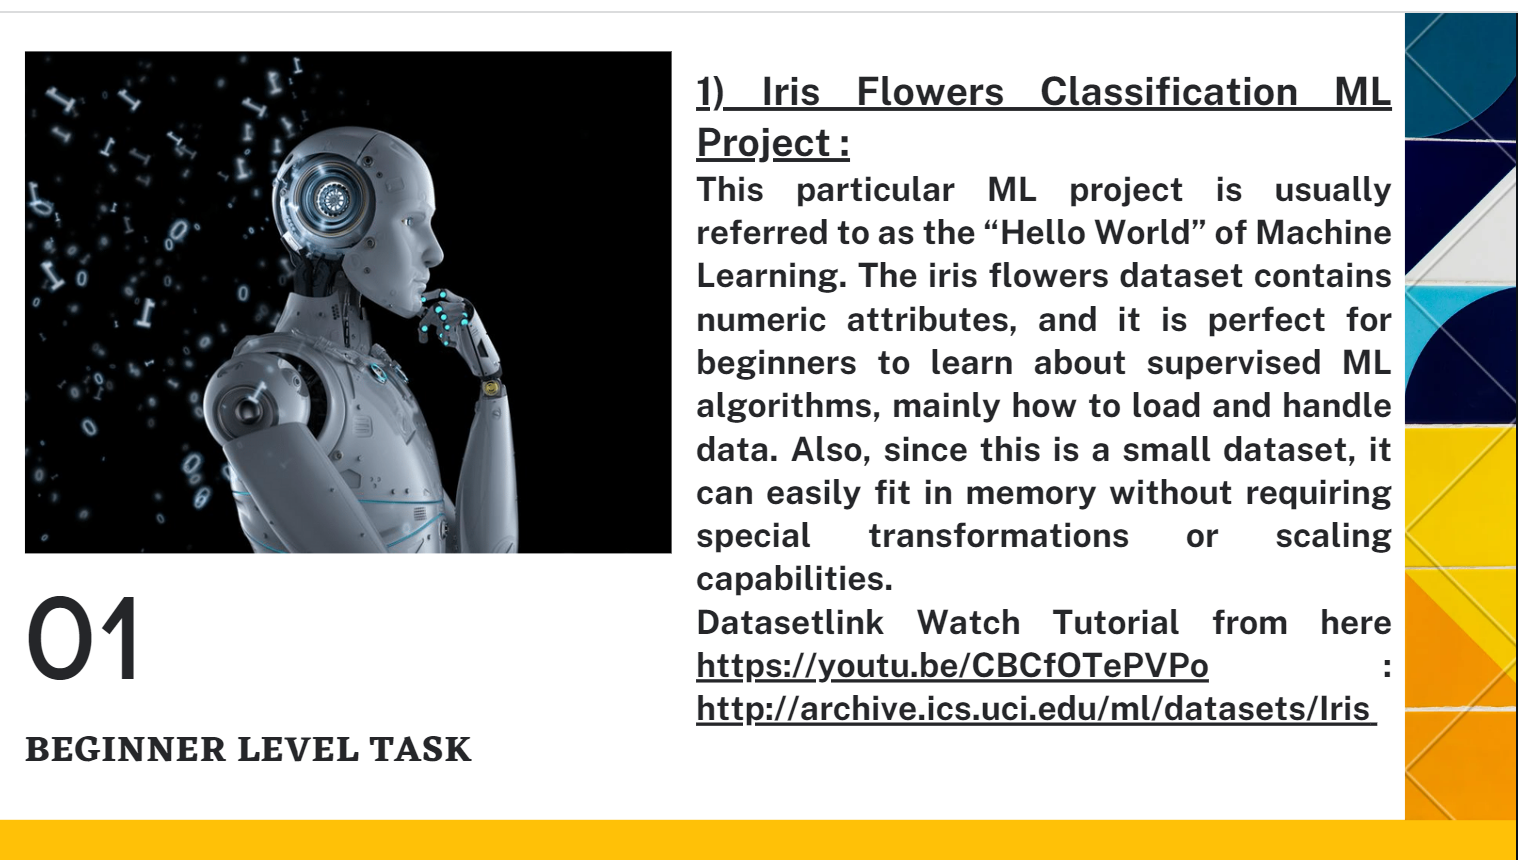 1) Iris Flowers Classification ML
Project :
This particular ML project is usually
referred to as the “Hello World” of Machine
Learning. The iris flowers dataset contains
numeric attributes, and it is perfect for
beginners to learn about supervised ML
algorithms, mainly how to load and handle
data. Also, since this is a small dataset, it
can easily fit in memory without requiring
special transformations or scaling
capabilities.
Datasetlink Watch Tutorial from here
https://youtu.be/CBCfOTePVPo :
http://archive.ics.uci.edu/ml/datasets/Iris
01
BEGINNER LEVEL TASK